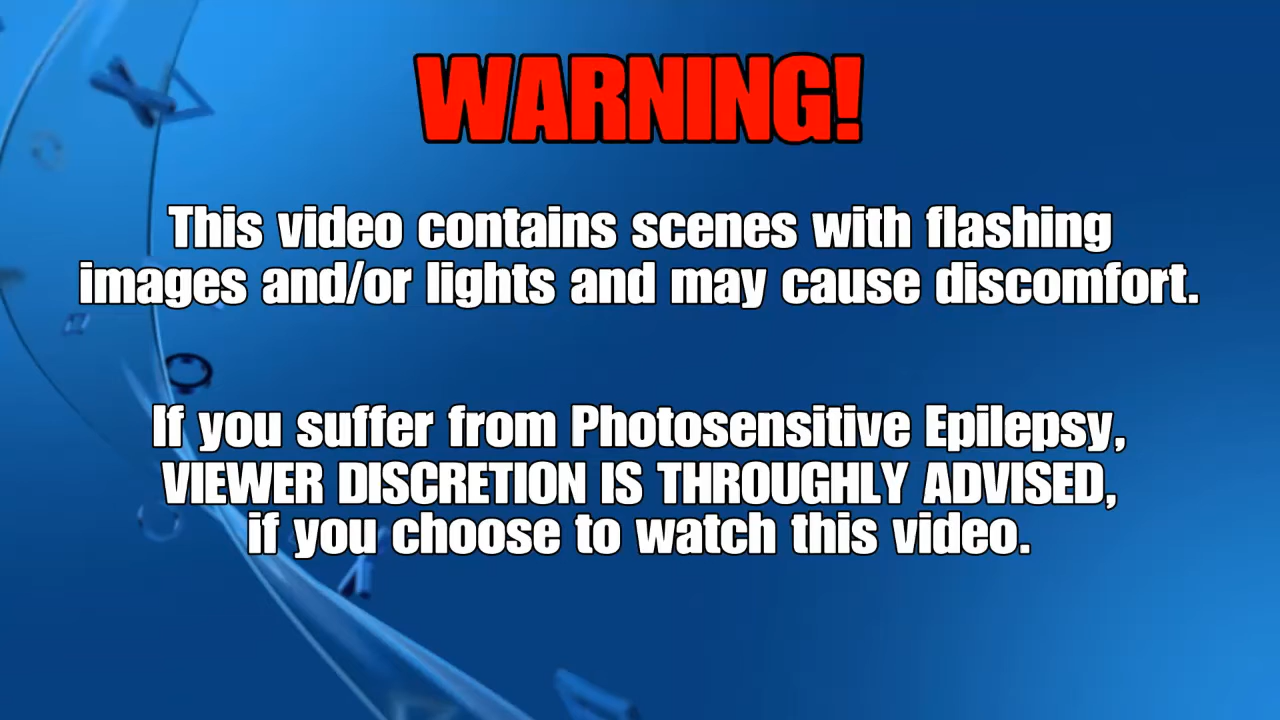 WARNING!
This video contains scenes with flashing
images and/or lights and may cause discomfort.
If you suffer from Photosensitive Epilepsy,
VIEWER DISCRETION IS THROUGHLY ADVISED,
if you choose to watch this video.